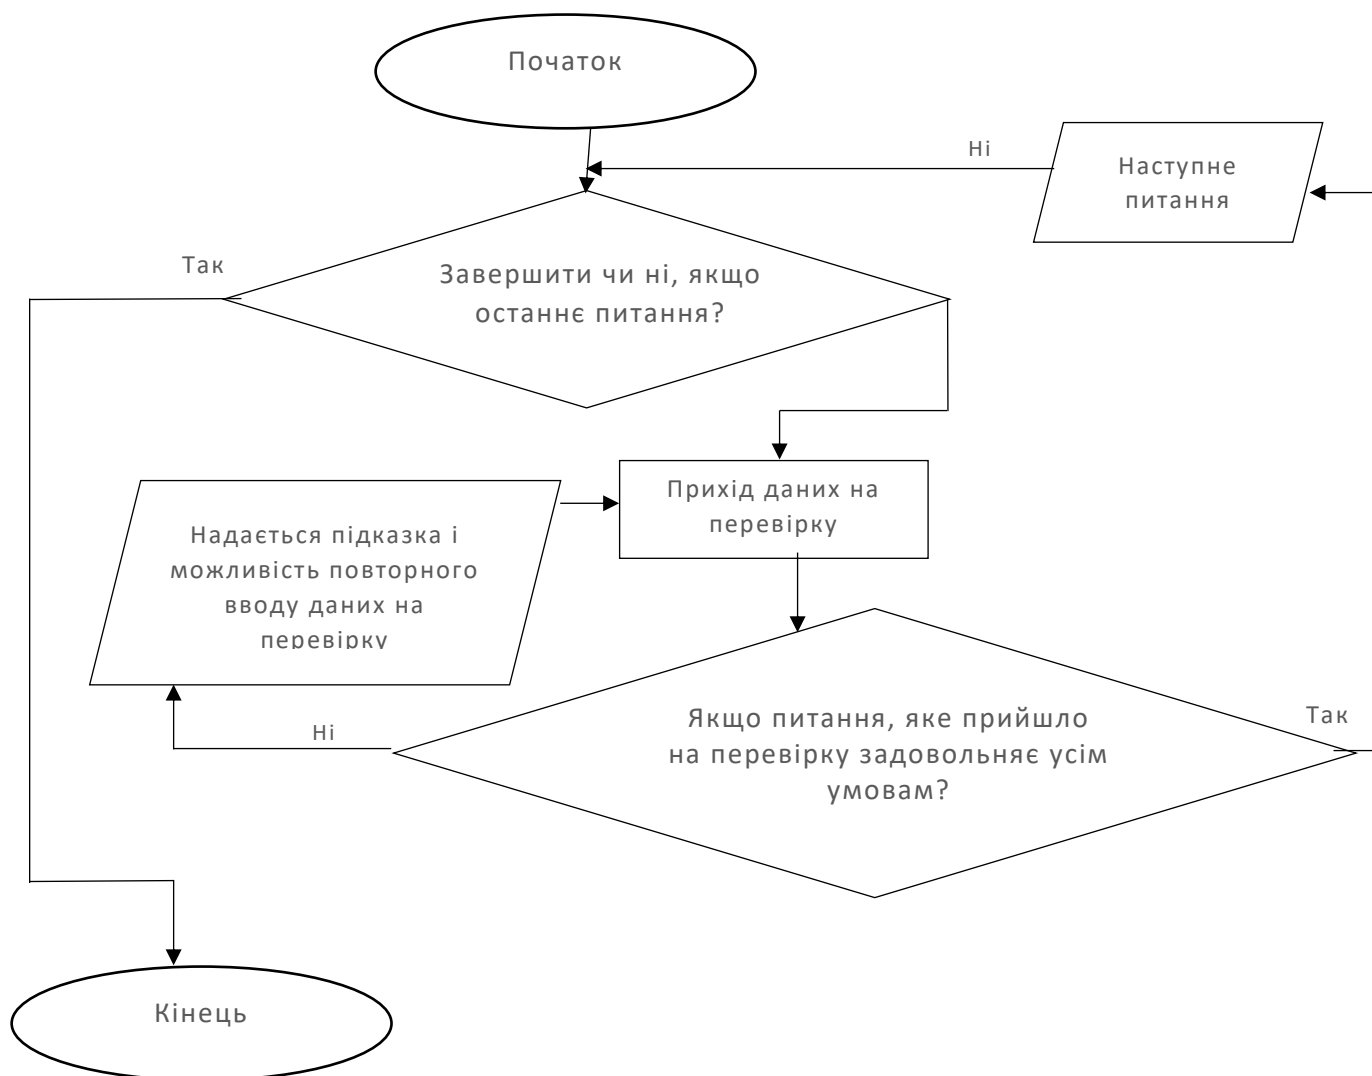 Початок
Ні
Наступне
питання
Так
Завершити чи ні, якщо
останнє питання?
Прихід даних на
перевірку
Надається підказка і
можливість повторного
вводу даних на
перевірку
Ні
Якщо питання, яке прийшло
на перевірку задовольняє усім
умовам?
Так
Кінець